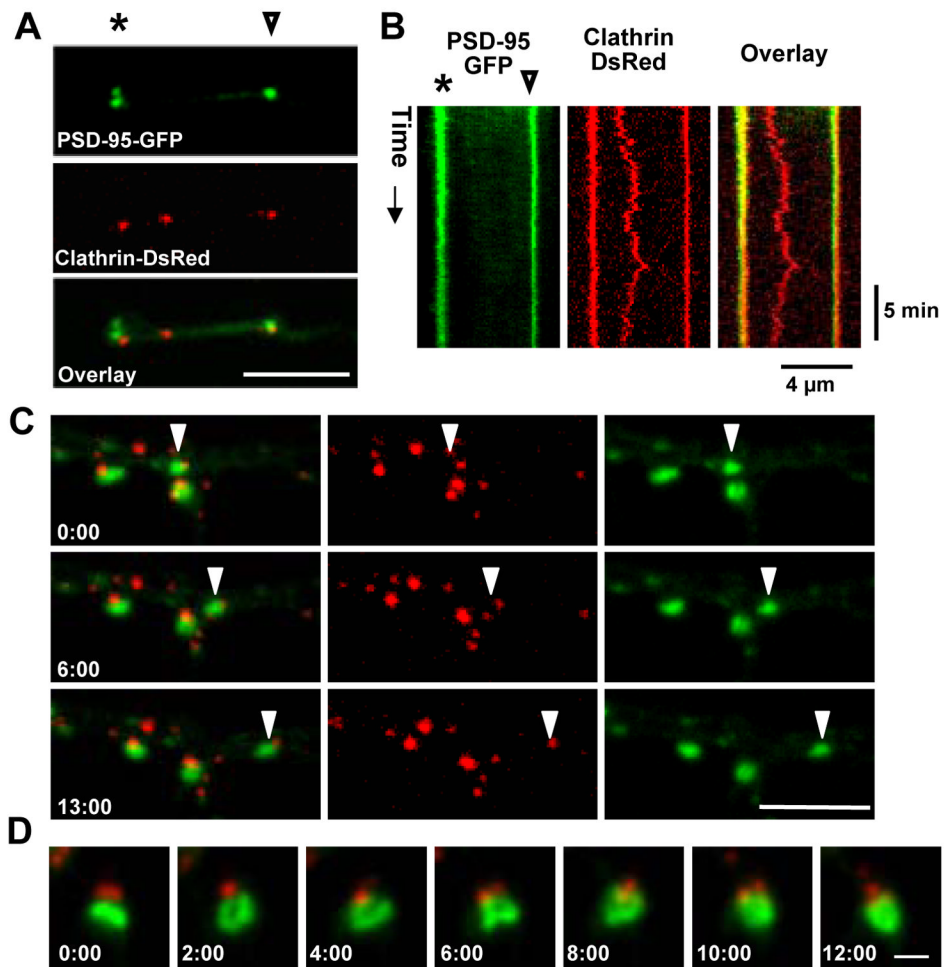 A
*
PSD-95-GFP
Clathrin-DsRed
Overlay
B
PSD-95
GFP
*
Clathrin
DsRed
Overlay
Time
5 min
4 μm
C
0:00
6:00
13:00
D
0:00
2:00
4:00
6:00
8:00
10:00
12:00